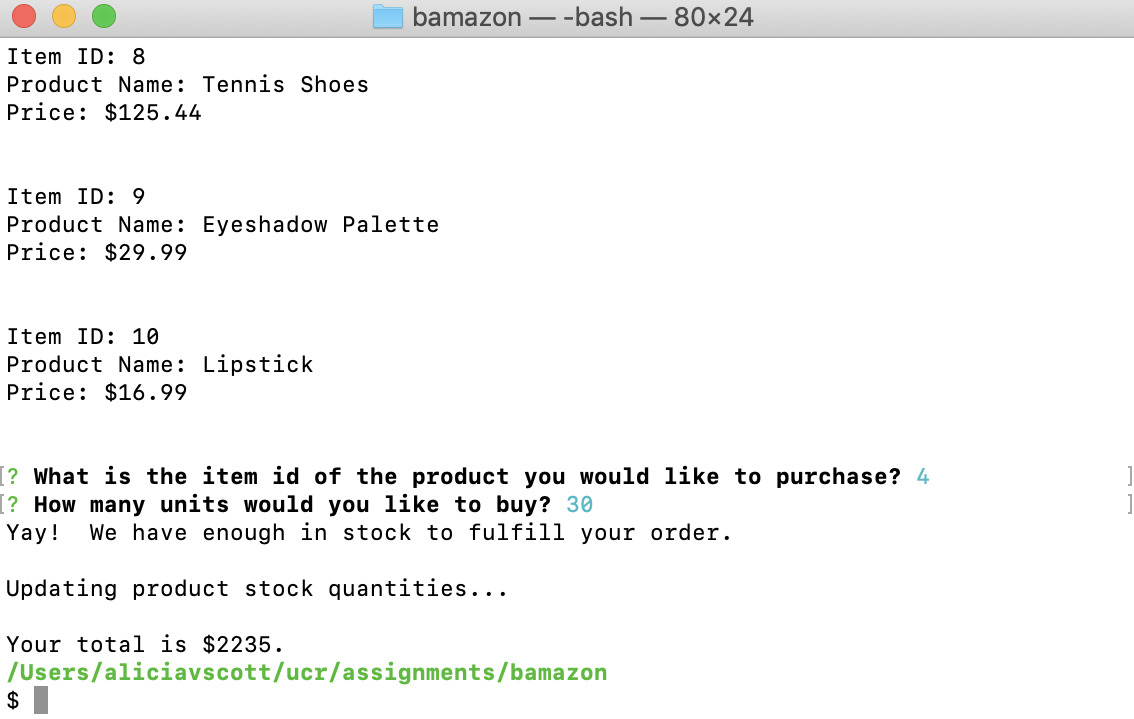 bamazon — -bash — 80×24
Item ID: 8
Product Name: Tennis Shoes
Price: $125.44
Item ID: 9
Product Name: Eyeshadow Palette
Price: $29.99
Item ID: 10
Product Name: Lipstick
Price: $16.99
[? What is the item id of the product you would like to purchase? 4 ]
[? How many units would you like to buy? 30 ]
Yay!  We have enough in stock to fulfill your order.
Updating product stock quantities...
Your total is $2235.
/Users/aliciavscott/ucr/assignments/bamazon
$